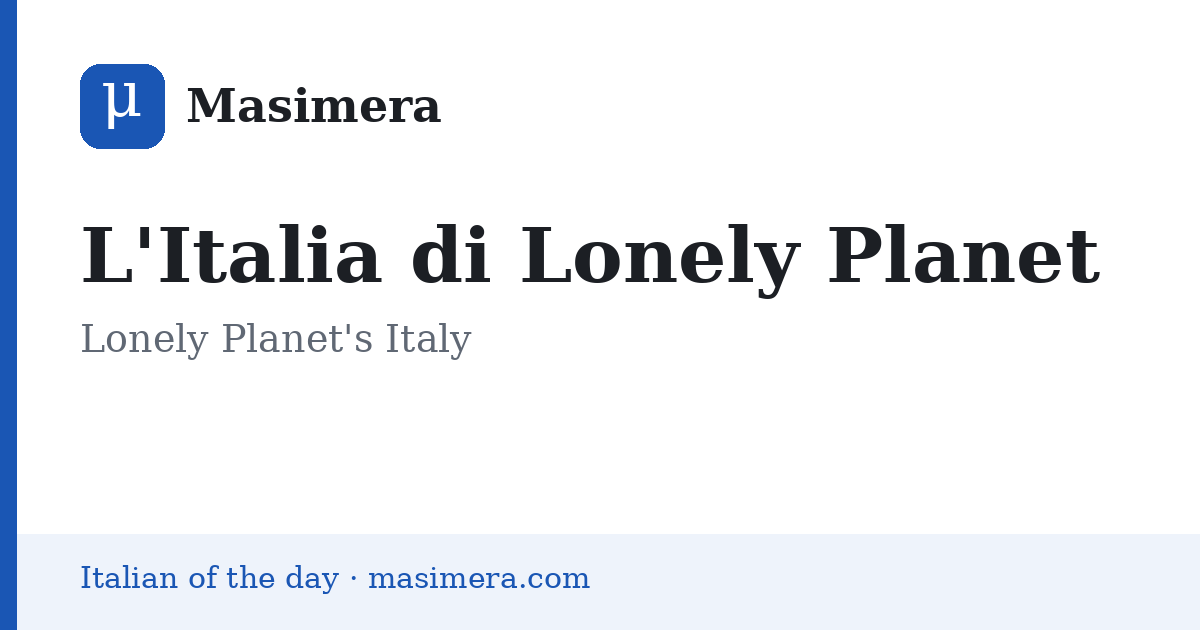 μ Masimera
L'Italia di Lonely Planet
Lonely Planet's Italy
Italian of the day · masimera.com